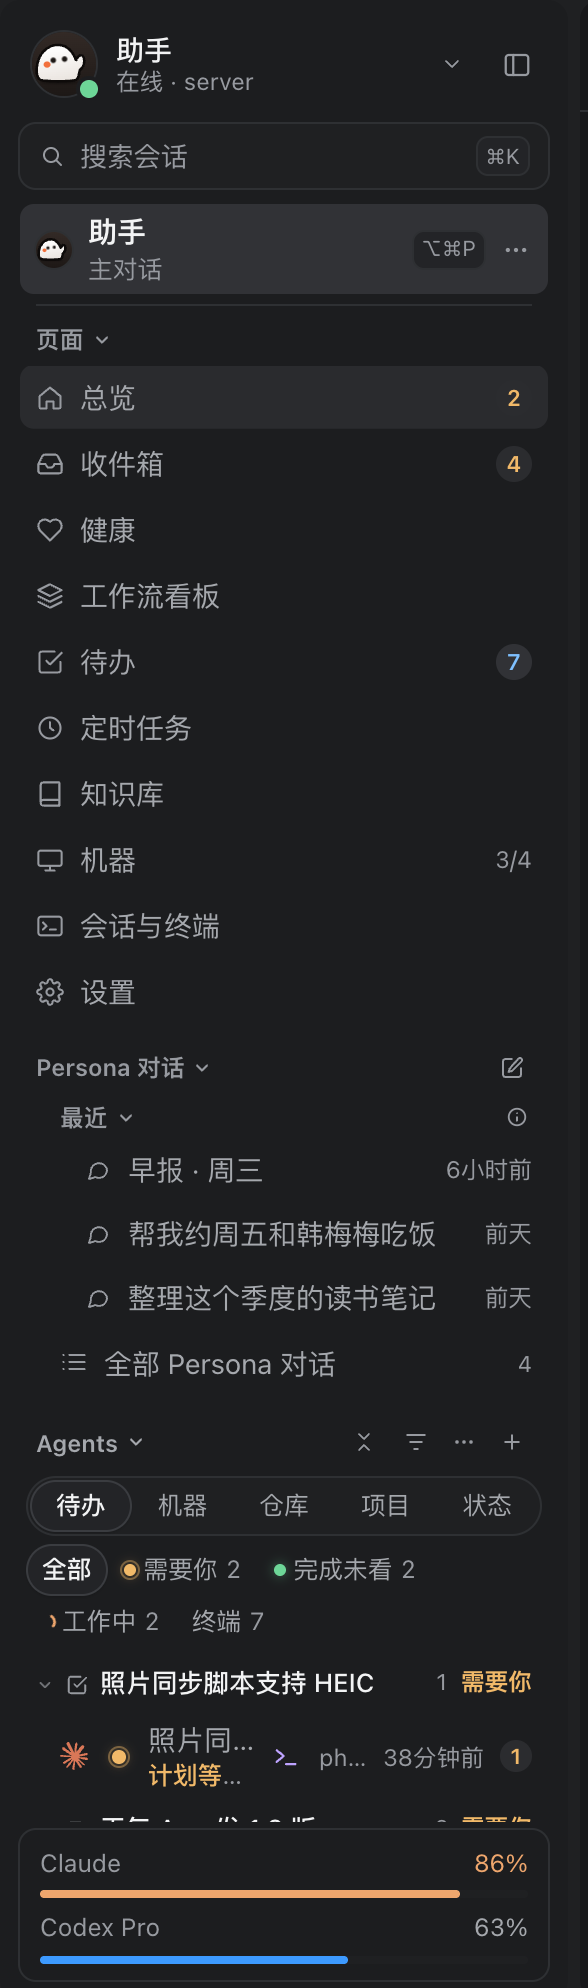 助手
在线 · server
搜索会话 ⌘K
助手
主对话 ⌥⌘P
页面
总览 2
收件箱 4
健康
工作流看板
待办 7
定时任务
知识库
机器 3/4
会话与终端
设置
Persona 对话
最近
早报 · 周三 6小时前
帮我约周五和韩梅梅吃饭 前天
整理这个季度的读书笔记 前天
全部 Persona 对话 4
Agents
待办 机器 仓库 项目 状态
全部 需要你 2 完成未看 2
工作中 2 终端 7
照片同步脚本支持 HEIC 1 需要你
照片同… ph… 38分钟前 1
计划等…
Claude 86%
Codex Pro 63%